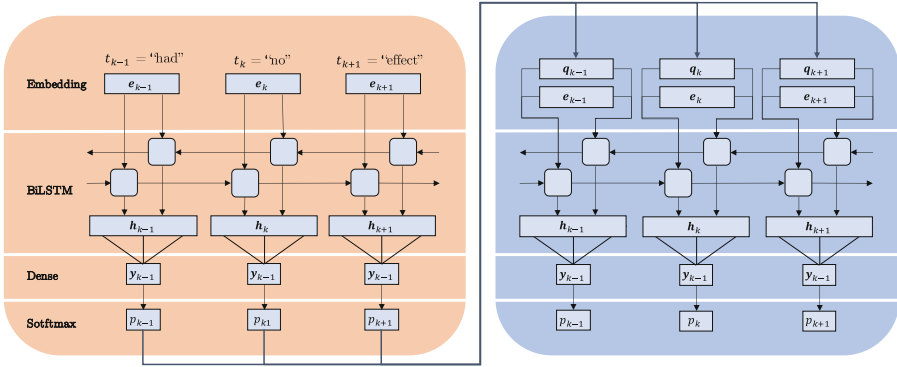 t_{k−1} = “had” t_k = “no” t_{k+1} = “effect”
Embedding
e_{k−1} e_k e_{k+1}
BiLSTM
h_{k−1} h_k h_{k+1}
Dense
y_{k−1} y_{k−1} y_{k−1}
Sotftmax
p_{k−1} p_{k1} p_{k+1}
q_{k−1} q_k q_{k+1}
e_{k−1} e_k e_{k+1}
h_{k−1} h_k h_{k+1}
y_{k−1} y_{k−1} y_{k−1}
p_{k−1} p_k p_{k+1}